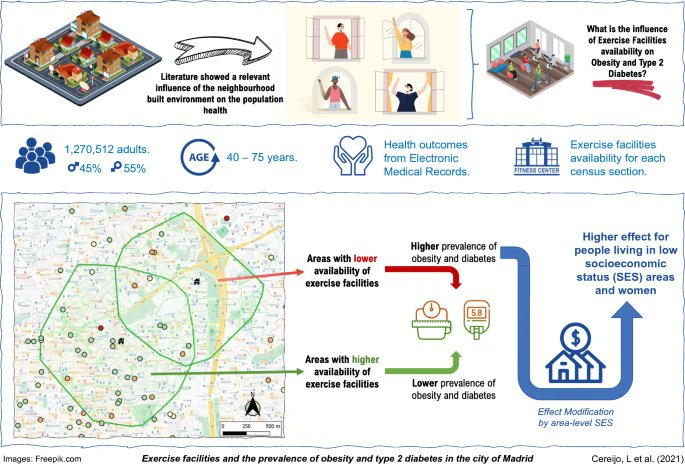 Literature showed a relevant
influence of the neighbourhood
built environment on the population
health
What is the influence
of Exercise Facilities
availability on
Obesity and Type 2
Diabetes?
1,270,512 adults.
♂45% ♀55%
AGE
40 – 75 years.
Health outcomes
from Electronic
Medical Records.
FITNESS CENTER
Exercise facilities
availability for each
census section.
Areas with lower
availability of
exercise facilities
Higher prevalence of
obesity and diabetes
5.8
Areas with higher
availability of
exercise facilities
Lower prevalence of
obesity and diabetes
Higher effect for
people living in low
socioeconomic
status (SES) areas
and women
$
Effect Modification
by area-level SES
N
0 250 500 m
Images: Freepik.com
Exercise facilities and the prevalence of obesity and type 2 diabetes in the city of Madrid
Cereijo, L et al. (2021)